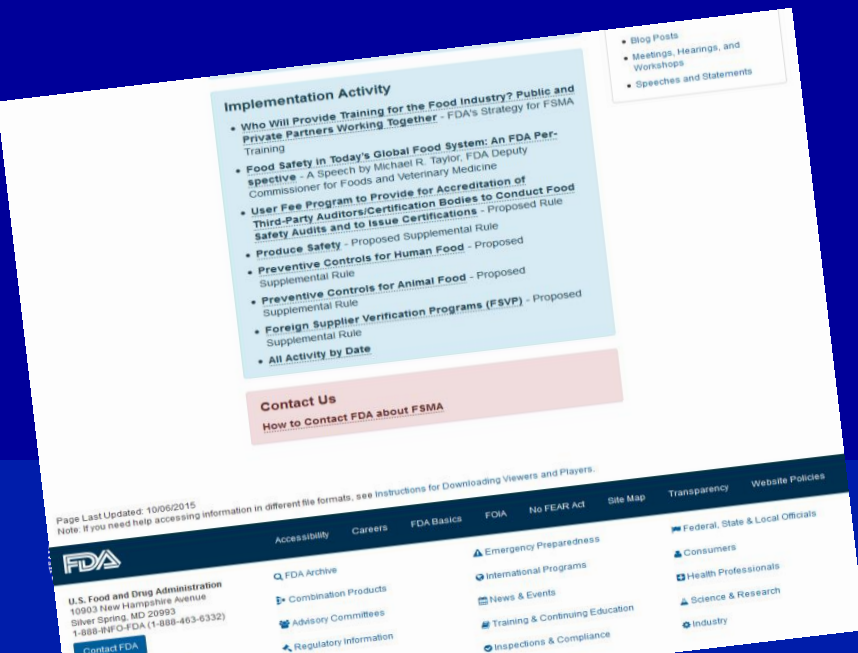 Blog Posts
Meetings, Hearings, and
Workshops
Speeches and Statements
Implementation Activity
Who Will Provide Training for the Food Industry? Public and
Private Partners Working Together - FDA's Strategy for FSMA
Training
Food Safety in Today's Global Food System: An FDA Per-
spective - A Speech by Michael R. Taylor, FDA Deputy
Commissioner for Foods and Veterinary Medicine
User Fee Program to Provide for Accreditation of
Third-Party Auditors/Certification Bodies to Conduct Food
Safety Audits and to Issue Certifications - Proposed Rule
Produce Safety - Proposed Supplemental Rule
Preventive Controls for Human Food - Proposed
Supplemental Rule
Preventive Controls for Animal Food - Proposed
Supplemental Rule
Foreign Supplier Verification Programs (FSVP) - Proposed
Supplemental Rule
All Activity by Date
Contact Us
How to Contact FDA about FSMA
Page Last Updated: 10/06/2015
Note: If you need help accessing information in different file formats, see Instructions for Downloading Viewers and Players.
Accessibility Careers FDA Basics FOIA No FEAR Act Site Map Transparency Website Policies
FDA
U.S. Food and Drug Administration
10903 New Hampshire Avenue
Silver Spring, MD 20993
1-888-INFO-FDA (1-888-463-6332)
Contact FDA
FDA Archive
Combination Products
Advisory Committees
Regulatory Information
Emergency Preparedness
International Programs
News & Events
Training & Continuing Education
Inspections & Compliance
Federal, State & Local Officials
Consumers
Health Professionals
Science & Research
Industry